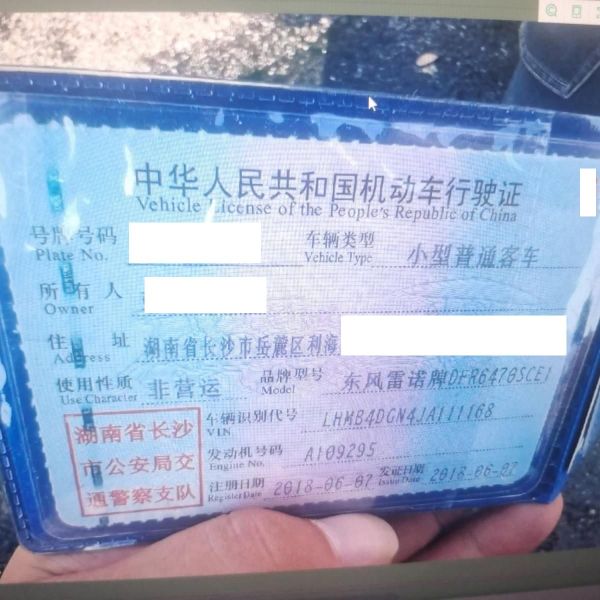 中华人民共和国机动车行驶证
Vehicle License of the People's Republic of China
号牌号码 车辆类型 小型普通客车
Plate No. Vehicle Type
所有人
Owner
住址 湖南省长沙市岳麓区利海
Address
使用性质 非营运 品牌型号 东风雷诺牌DFR6470SCE1
Use Character Model
湖南省长沙
市公安局交
通警察支队
车辆识别代号 LHMB4DCN4JA111168
VIN
发动机号码 A109295
Engine No.
注册日期 2018-06-07 发证日期 2018-06-07
Register Date Issue Date